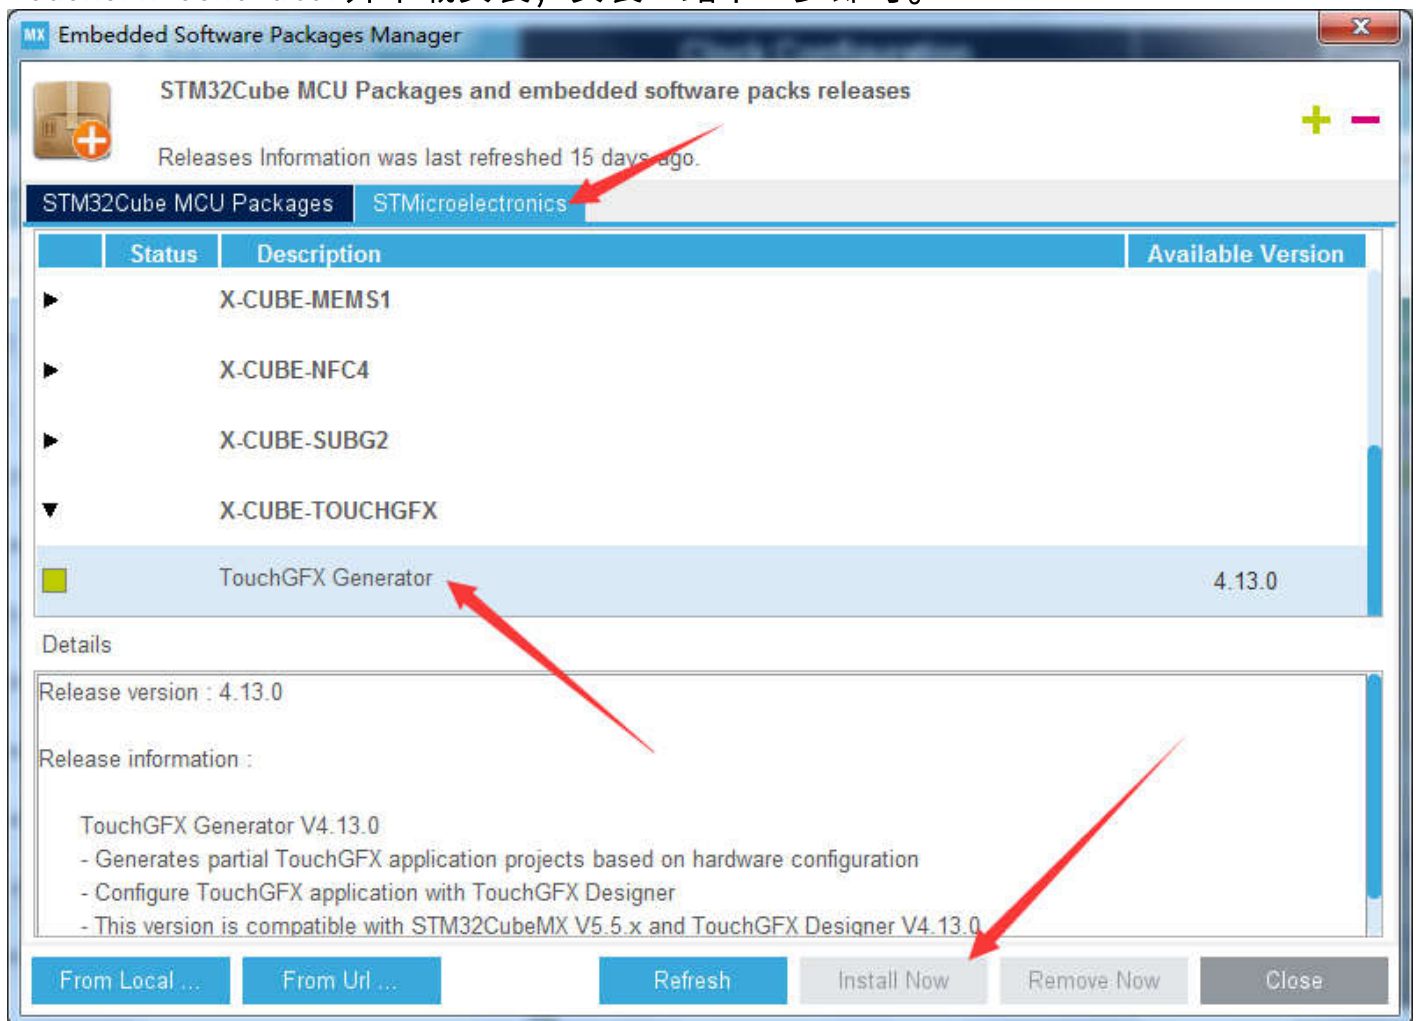 MX Embedded Software Packages Manager
STM32Cube MCU Packages and embedded software packs releases
Releases Information was last refreshed 15 days ago.
STM32Cube MCU Packages STMicroelectronics
Status Description Available Version
X-CUBE-MEMS1
X-CUBE-NFC4
X-CUBE-SUBG2
X-CUBE-TOUCHGFX
TouchGFX Generator 4.13.0
Details
Release version : 4.13.0
Release information :
TouchGFX Generator V4.13.0
- Generates partial TouchGFX application projects based on hardware configuration
- Configure TouchGFX application with TouchGFX Designer
- This version is compatible with STM32CubeMX V5.5.x and TouchGFX Designer V4.13.0
From Local ... From Url ... Refresh Install Now Remove Now Close